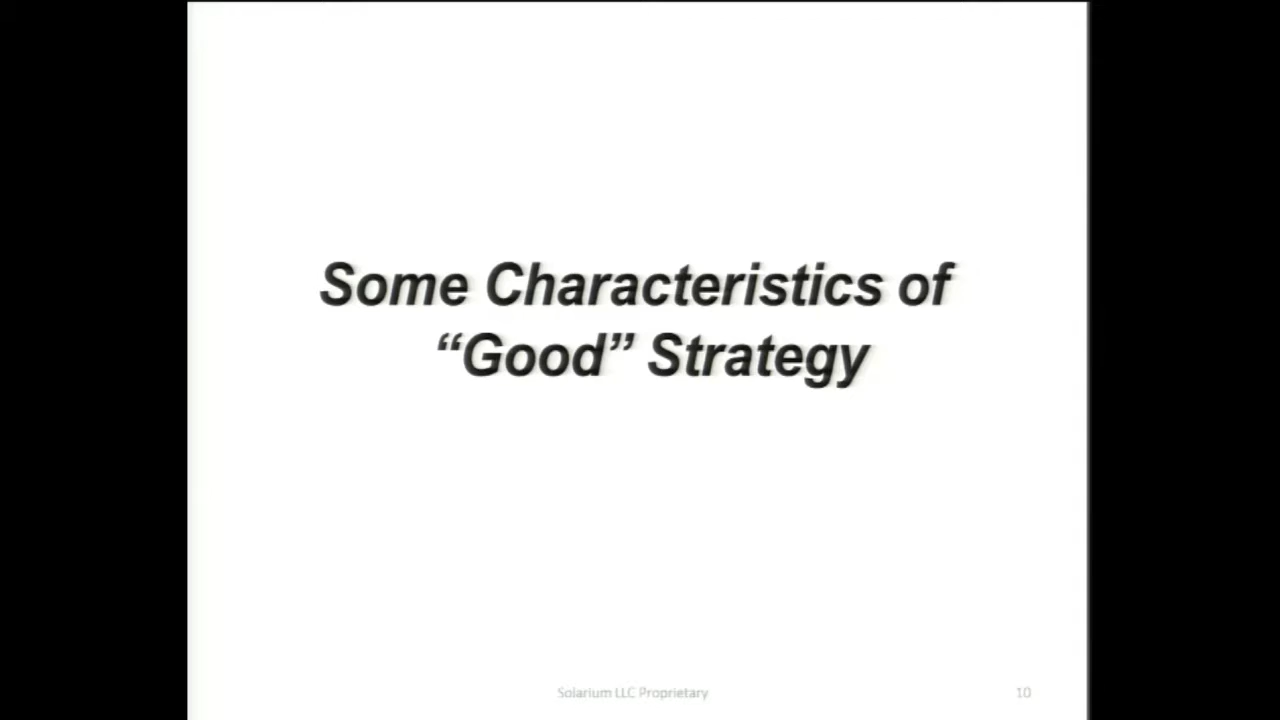 Some Characteristics of
“Good” Strategy
Solarium LLC Proprietary
10